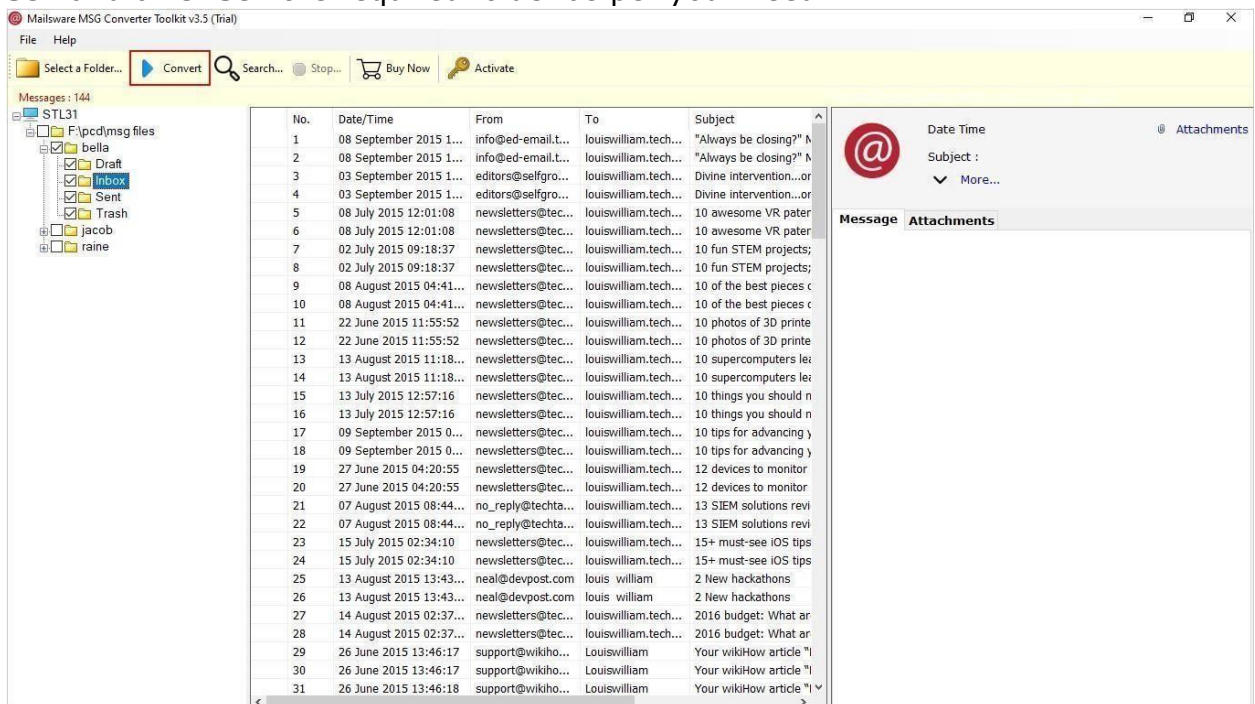 Mailsware MSG Converter Toolkit v3.5 (Trial)
File Help
Select a Folder... Convert Search... Stop... Buy Now Activate
Messages : 144
STL31
F:\pcd\msg files
bella
Draft
Inbox
Sent
Trash
jacob
raine
No. Date/Time From To Subject
1 08 September 2015 1... info@ed-email.t... louiswilliam.tech... "Always be closing?"
2 08 September 2015 1... info@ed-email.t... louiswilliam.tech... "Always be closing?"
3 03 September 2015 1... editors@selfgro... louiswilliam.tech... Divine intervention...or
4 03 September 2015 1... editors@selfgro... louiswilliam.tech... Divine intervention...or
5 08 July 2015 12:01:08 newsletters@tec... louiswilliam.tech... 10 awesome VR pater
6 08 July 2015 12:01:08 newsletters@tec... louiswilliam.tech... 10 awesome VR pater
7 02 July 2015 09:18:37 newsletters@tec... louiswilliam.tech... 10 fun STEM projects;
8 02 July 2015 09:18:37 newsletters@tec... louiswilliam.tech... 10 fun STEM projects;
9 08 August 2015 04:41... newsletters@tec... louiswilliam.tech... 10 of the best pieces
10 08 August 2015 04:41... newsletters@tec... louiswilliam.tech... 10 of the best pieces
11 22 June 2015 11:55:52 newsletters@tec... louiswilliam.tech... 10 photos of 3D printe
12 22 June 2015 11:55:52 newsletters@tec... louiswilliam.tech... 10 photos of 3D printe
13 13 August 2015 11:18... newsletters@tec... louiswilliam.tech... 10 supercomputers lea
14 13 August 2015 11:18... newsletters@tec... louiswilliam.tech... 10 supercomputers lea
15 13 July 2015 12:57:16 newsletters@tec... louiswilliam.tech... 10 things you should n
16 13 July 2015 12:57:16 newsletters@tec... louiswilliam.tech... 10 things you should n
17 09 September 2015 0... newsletters@tec... louiswilliam.tech... 10 tips for advancing y
18 09 September 2015 0... newsletters@tec... louiswilliam.tech... 10 tips for advancing y
19 27 June 2015 04:20:55 newsletters@tec... louiswilliam.tech... 12 devices to monitor
20 27 June 2015 04:20:55 newsletters@tec... louiswilliam.tech... 12 devices to monitor
21 07 August 2015 08:44... no_reply@techta... louiswilliam.tech... 13 SIEM solutions revi
22 07 August 2015 08:44... no_reply@techta... louiswilliam.tech... 13 SIEM solutions revi
23 15 July 2015 02:34:10 newsletters@tec... louiswilliam.tech... 15+ must-see iOS tips
24 15 July 2015 02:34:10 newsletters@tec... louiswilliam.tech... 15+ must-see iOS tips
25 13 August 2015 13:43... neal@devpost.com louis william 2 New hackathons
26 13 August 2015 13:43... neal@devpost.com louis william 2 New hackathons
27 14 August 2015 02:37... newsletters@tec... louiswilliam.tech... 2016 budget: What ar
28 14 August 2015 02:37... newsletters@tec... louiswilliam.tech... 2016 budget: What ar
29 26 June 2015 13:46:17 support@wikiho... Louiswilliam Your wikiHow article "
30 26 June 2015 13:46:17 support@wikiho... Louiswilliam Your wikiHow article "
31 26 June 2015 13:46:18 support@wikiho... Louiswilliam Your wikiHow article "
Date Time Attachments
Subject :
More...
Message Attachments